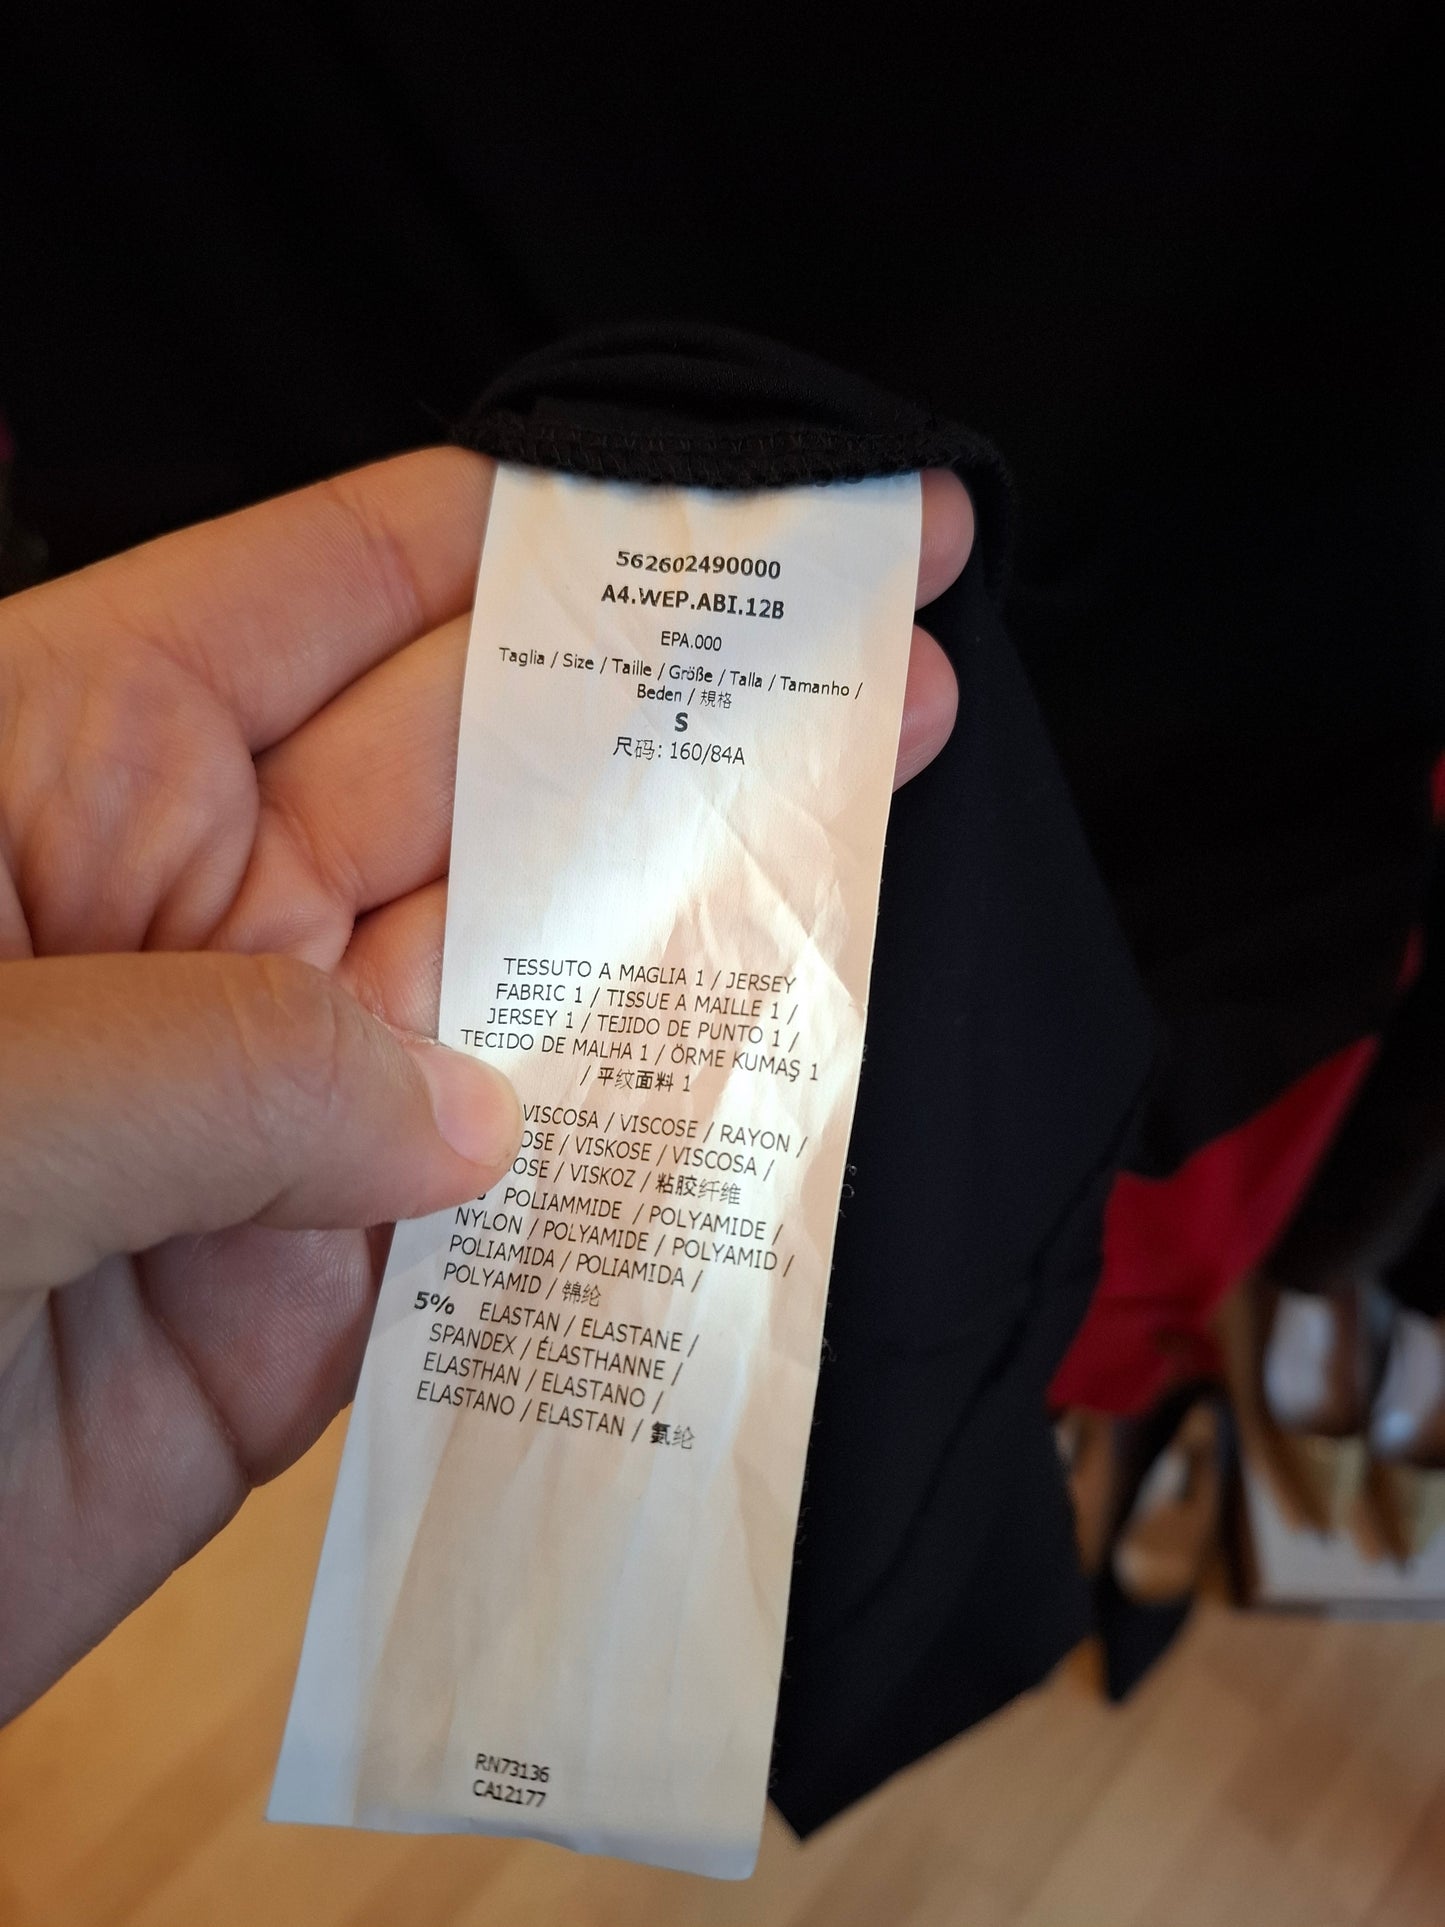 562602490000
A4.WEP.ABI.12B
EPA.000
Taglia / Size / Taille / Größe / Talla / Tamanho /
Beden / 規格
S
尺码: 160/84A
TESSUTO A MAGLIA 1 / JERSEY
FABRIC 1 / TISSUE A MAILLE 1 /
JERSEY 1 / TEJIDO DE PUNTO 1 /
TECIDO DE MALHA 1 / ÖRME KUMAŞ 1
/ 平纹面料 1
VISCOSA / VISCOSE / RAYON /
OSE / VISKOSE / VISCOSA /
OSE / VISKOZ / 粘胶纤维
POLIAMMIDE / POLYAMIDE /
NYLON / POLYAMIDE / POLYAMID /
POLIAMIDA / POLIAMIDA /
POLYAMID / 锦纶
5% ELASTAN / ELASTANE /
SPANDEX / ÉLASTHANNE /
ELASTHAN / ELASTANO /
ELASTANO / ELASTAN / 氨纶
RN73136
CA12177